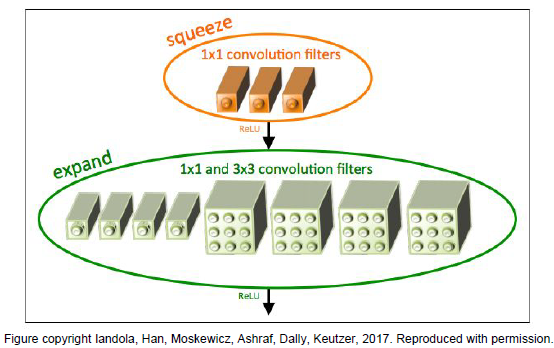 squeeze
1x1 convolution filters
ReLU
expand
1x1 and 3x3 convolution filters
ReLU
Figure copyright Iandola, Han, Moskewicz, Ashraf, Dally, Keutzer, 2017. Reproduced with permission.